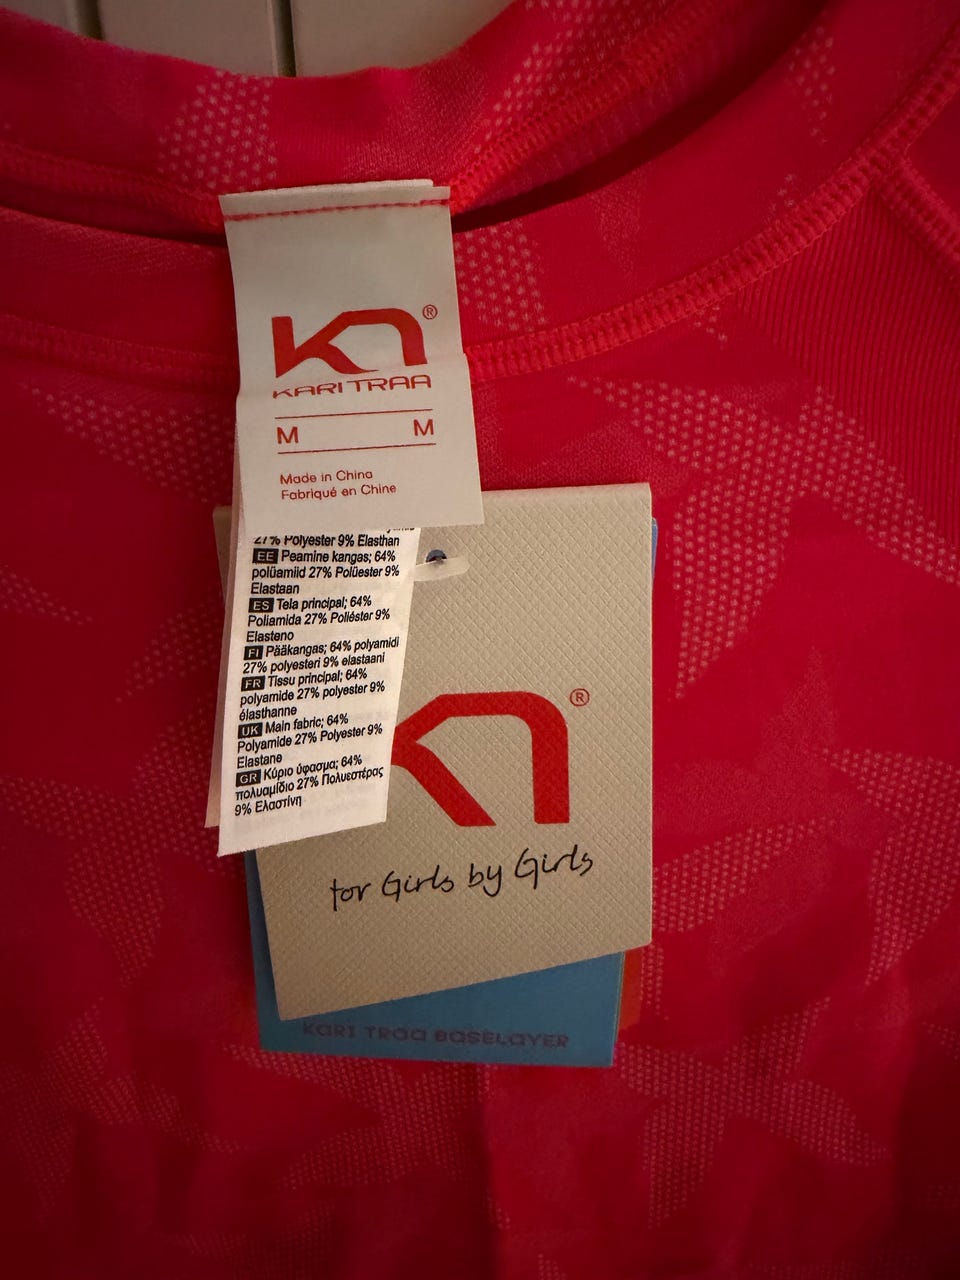 KARI TRAA
M M
Made in China
Fabriqué en Chine
27% Polyester 9% Elasthan
EE Peamine kangas; 64%
polüamiid 27% Polüester 9%
Elastaan
ES Tela principal; 64%
Poliamida 27% Poliéster 9%
Elasteno
FI Pääkangas; 64% polyamidi
27% polyesteri 9% elastaani
FR Tissu principal; 64%
polyamide 27% polyester 9%
élasthanne
UK Main fabric; 64%
Polyamide 27% Polyester 9%
Elastane
GR Κύριο ύφασμα; 64%
πολυαμίδιο 27% Πολυεστέρας
9% Ελαστίνη
for Girls by Girls
KARI TRAA BASELAYER